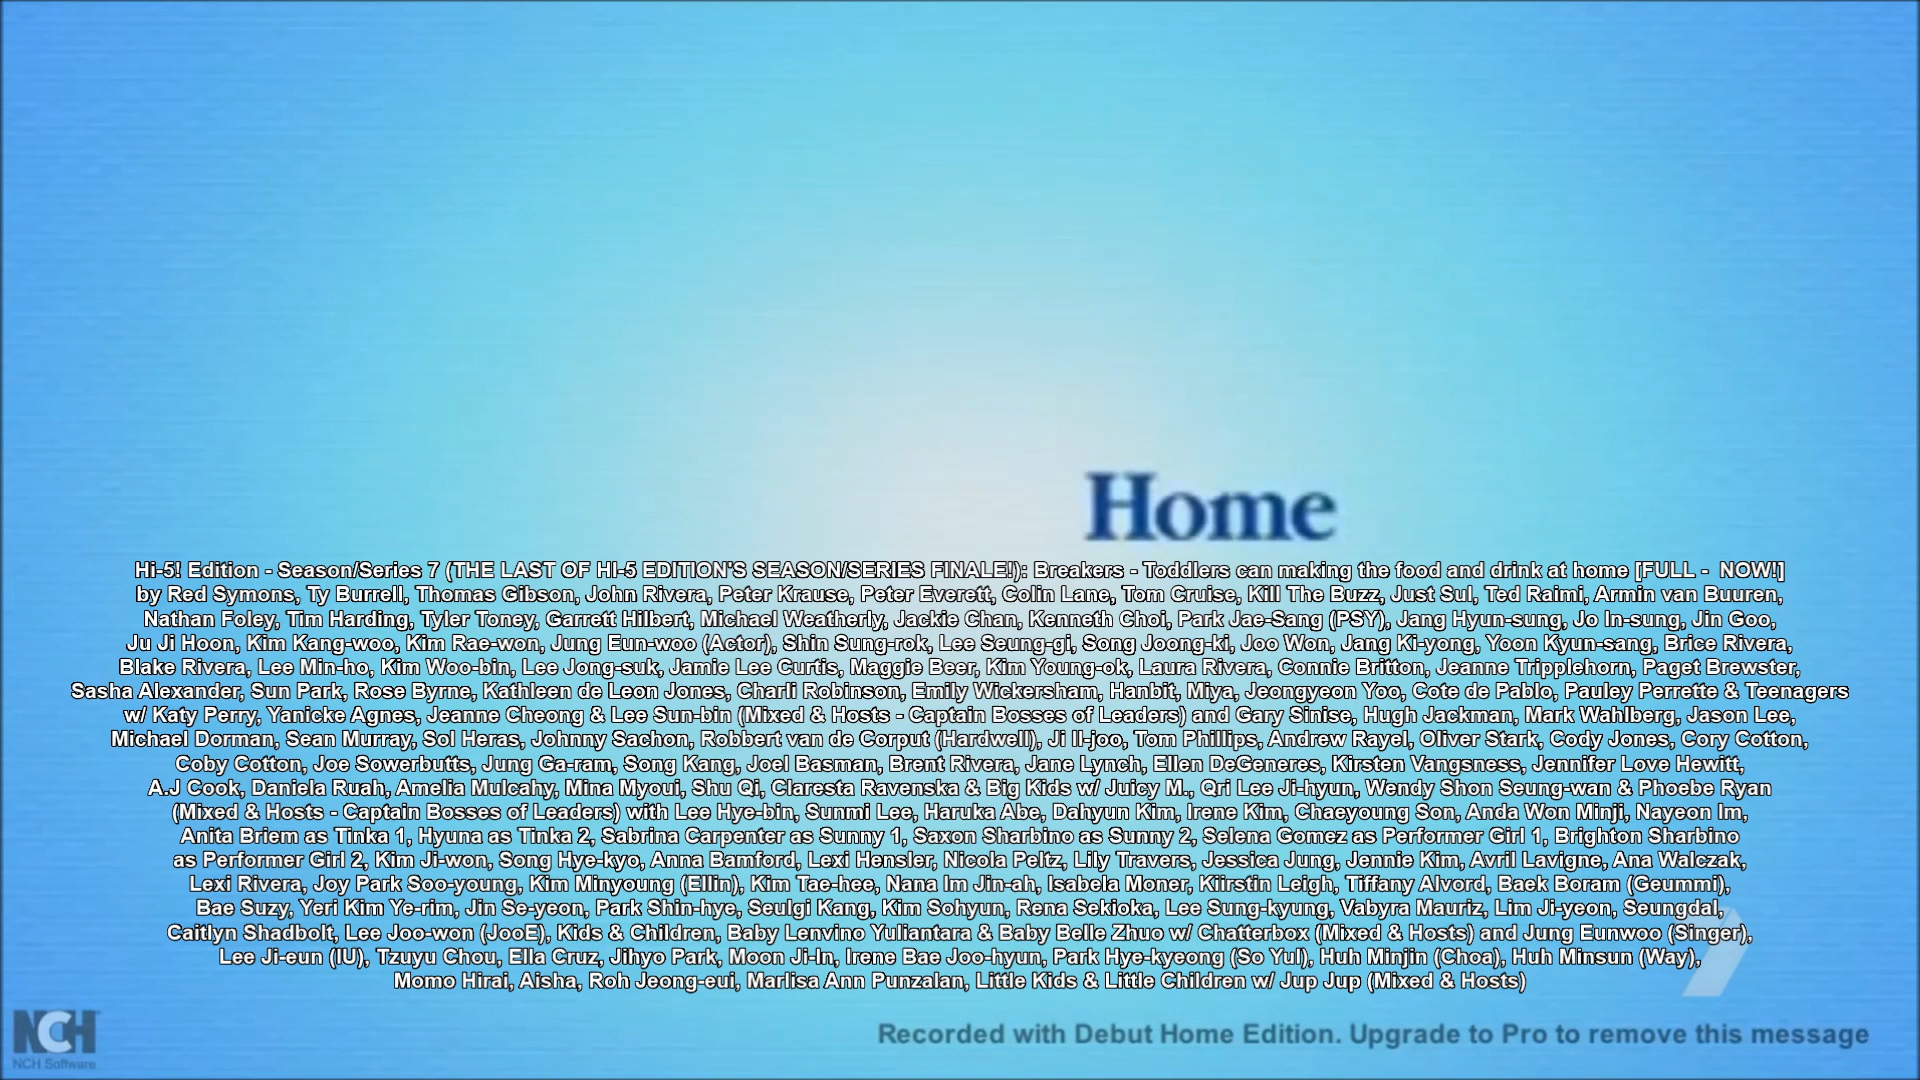 Home
Hi-5! Edition - Season/Series 7 (THE LAST OF HI-5 EDITION'S SEASON/SERIES FINALE!): Breakers - Toddlers can making the food and drink at home [FULL -  NOW!]
by Red Symons, Ty Burrell, Thomas Gibson, John Rivera, Peter Krause, Peter Everett, Colin Lane, Tom Cruise, Kill The Buzz, Just Sul, Ted Raimi, Armin van Buuren,
Nathan Foley, Tim Harding, Tyler Toney, Garrett Hilbert, Michael Weatherly, Jackie Chan, Kenneth Choi, Park Jae-Sang (PSY), Jang Hyun-sung, Jo In-sung, Jin Goo,
Ju Ji Hoon, Kim Kang-woo, Kim Rae-won, Jung Eun-woo (Actor), Shin Sung-rok, Lee Seung-gi, Song Joong-ki, Joo Won, Jang Ki-yong, Yoon Kyun-sang, Brice Rivera,
Blake Rivera, Lee Min-ho, Kim Woo-bin, Lee Jong-suk, Jamie Lee Curtis, Maggie Beer, Kim Young-ok, Laura Rivera, Connie Britton, Jeanne Tripplehorn, Paget Brewster,
Sasha Alexander, Sun Park, Rose Byrne, Kathleen de Leon Jones, Charli Robinson, Emily Wickersham, Hanbit, Miya, Jeongyeon Yoo, Cote de Pablo, Pauley Perrette & Teenagers
w/ Katy Perry, Yanicke Agnes, Jeanne Cheong & Lee Sun-bin (Mixed & Hosts - Captain Bosses of Leaders) and Gary Sinise, Hugh Jackman, Mark Wahlberg, Jason Lee,
Michael Dorman, Sean Murray, Sol Heras, Johnny Sachon, Robbert van de Corput (Hardwell), Ji Il-joo, Tom Phillips, Andrew Rayel, Oliver Stark, Cody Jones, Cory Cotton,
Coby Cotton, Joe Sowerbutts, Jung Ga-ram, Song Kang, Joel Basman, Brent Rivera, Jane Lynch, Ellen DeGeneres, Kirsten Vangsness, Jennifer Love Hewitt,
A.J Cook, Daniela Ruah, Amelia Mulcahy, Mina Myoui, Shu Qi, Claresta Ravenska & Big Kids w/ Juicy M., Qri Lee Ji-hyun, Wendy Shon Seung-wan & Phoebe Ryan
(Mixed & Hosts - Captain Bosses of Leaders) with Lee Hye-bin, Sunmi Lee, Haruka Abe, Dahyun Kim, Irene Kim, Chaeyoung Son, Anda Won Minji, Nayeon Im,
Anita Briem as Tinka 1, Hyuna as Tinka 2, Sabrina Carpenter as Sunny 1, Saxon Sharbino as Sunny 2, Selena Gomez as Performer Girl 1, Brighton Sharbino
as Performer Girl 2, Kim Ji-won, Song Hye-kyo, Anna Bamford, Lexi Hensler, Nicola Peltz, Lily Travers, Jessica Jung, Jennie Kim, Avril Lavigne, Ana Walczak,
Lexi Rivera, Joy Park Soo-young, Kim Minyoung (Ellin), Kim Tae-hee, Nana Im Jin-ah, Isabela Moner, Kiirstin Leigh, Tiffany Alvord, Baek Boram (Geummi),
Bae Suzy, Yeri Kim Ye-rim, Jin Se-yeon, Park Shin-hye, Seulgi Kang, Kim Sohyun, Rena Sekioka, Lee Sung-kyung, Vabyra Mauriz, Lim Ji-yeon, Seungdal,
Caitlyn Shadbolt, Lee Joo-won (JooE), Kids & Children, Baby Lenvino Yuliantara & Baby Belle Zhuo w/ Chatterbox (Mixed & Hosts) and Jung Eunwoo (Singer),
Lee Ji-eun (IU), Tzuyu Chou, Ella Cruz, Jihyo Park, Moon Ji-In, Irene Bae Joo-hyun, Park Hye-kyeong (So Yul), Huh Minjin (Choa), Huh Minsun (Way),
Momo Hirai, Aisha, Roh Jeong-eui, Marlisa Ann Punzalan, Little Kids & Little Children w/ Jup Jup (Mixed & Hosts)
NCH
NCH Software
Recorded with Debut Home Edition. Upgrade to Pro to remove this message